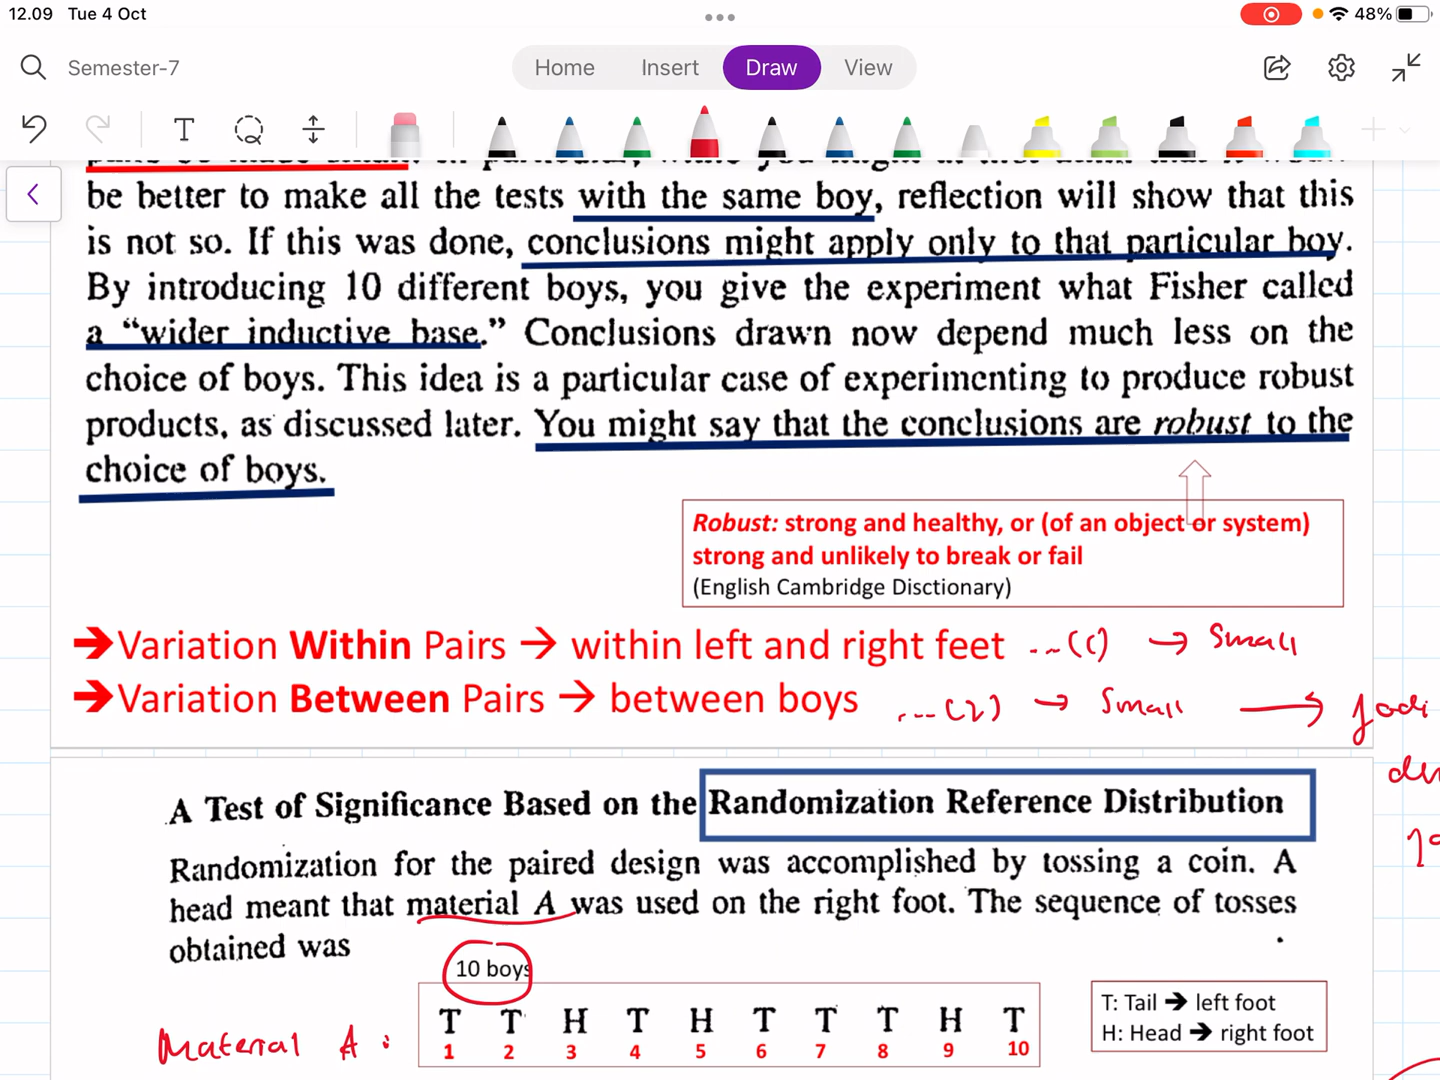 12.09 Tue 4 Oct
48%
Semester-7
Home Insert Draw View
T
be better to make all the tests with the same boy, reflection will show that this
is not so. If this was done, conclusions might apply only to that particular boy.
By introducing 10 different boys, you give the experiment what Fisher called
a “wider inductive base.” Conclusions drawn now depend much less on the
choice of boys. This idea is a particular case of experimenting to produce robust
products, as discussed later. You might say that the conclusions are robust to the
choice of boys.
Robust: strong and healthy, or (of an object or system)
strong and unlikely to break or fail
(English Cambridge Disctionary)
➔Variation Within Pairs → within left and right feet ...(1) → Small
➔Variation Between Pairs → between boys ...(2) → Small →
A Test of Significance Based on the Randomization Reference Distribution
Randomization for the paired design was accomplished by tossing a coin. A
head meant that material A was used on the right foot. The sequence of tosses
obtained was
10 boys
T T H T H T T T H T
Material A :
1 2 3 4 5 6 7 8 9 10
T: Tail ➔ left foot
H: Head ➔ right foot